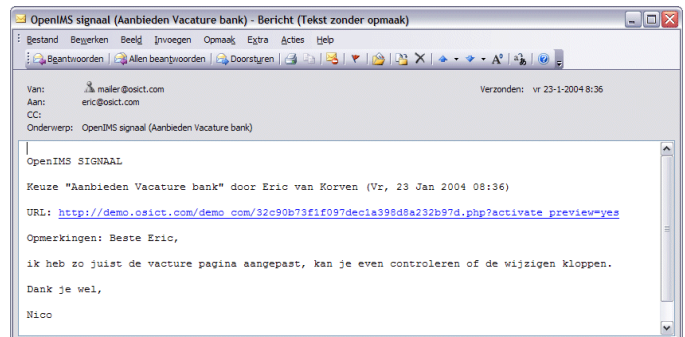 OpenIMS signaal (Aanbieden Vacature bank) - Bericht (Tekst zonder opmaak)
Bestand Bewerken Beeld Invoegen Opmaak Extra Acties Help
Beantwoorden Allen beantwoorden Doorsturen
Van: mailer@osict.com Verzonden: vr 23-1-2004 8:36
Aan: eric@osict.com
CC:
Onderwerp: OpenIMS signaal (Aanbieden Vacature bank)
OpenIMS SIGNAAL
Keuze "Aanbieden Vacature bank" door Eric van Korven (Vr, 23 Jan 2004 08:36)
URL: http://demo.osict.com/demo_com/32c90b73f1f097dec1a398d8a232b97d.php?activate_preview=yes
Opmerkingen: Beste Eric,
ik heb zo juist de vacture pagina aangepast, kan je even controleren of de wijzigen kloppen.
Dank je wel,
Nico